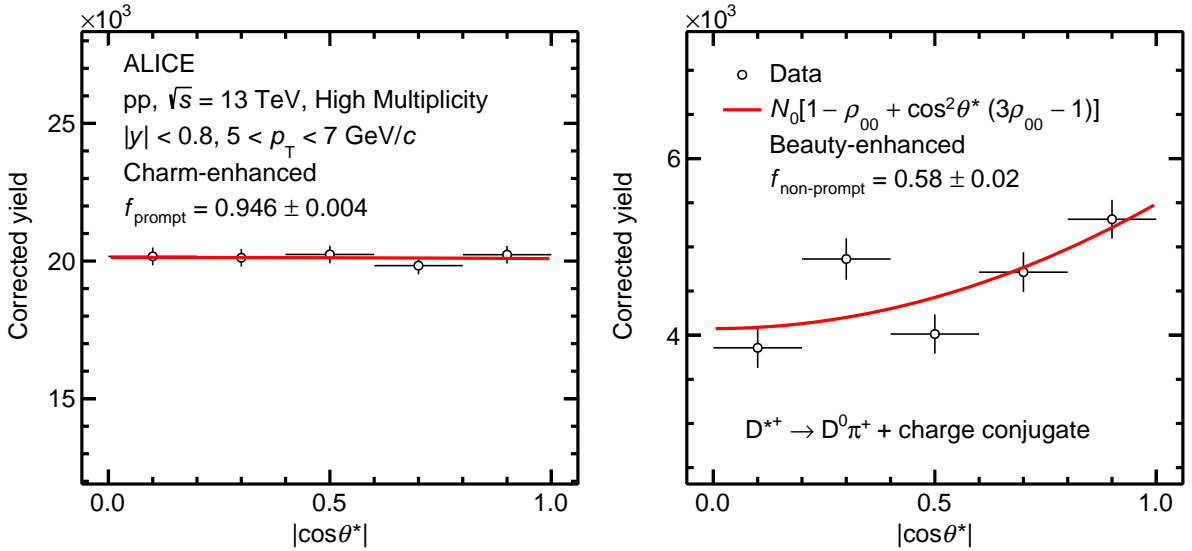 ×10³
ALICE
pp, √s = 13 TeV, High Multiplicity
|y| < 0.8, 5 < p_T < 7 GeV/c
Charm-enhanced
f_prompt = 0.946 ± 0.004
25
20
15
Corrected yield
0.0 0.5 1.0
|cosθ*|
×10³
Data
N₀[1 − ρ₀₀ + cos²θ* (3ρ₀₀ − 1)]
Beauty-enhanced
f_non-prompt = 0.58 ± 0.02
6
4
Corrected yield
D*⁺ → D⁰π⁺ + charge conjugate
0.0 0.5 1.0
|cosθ*|